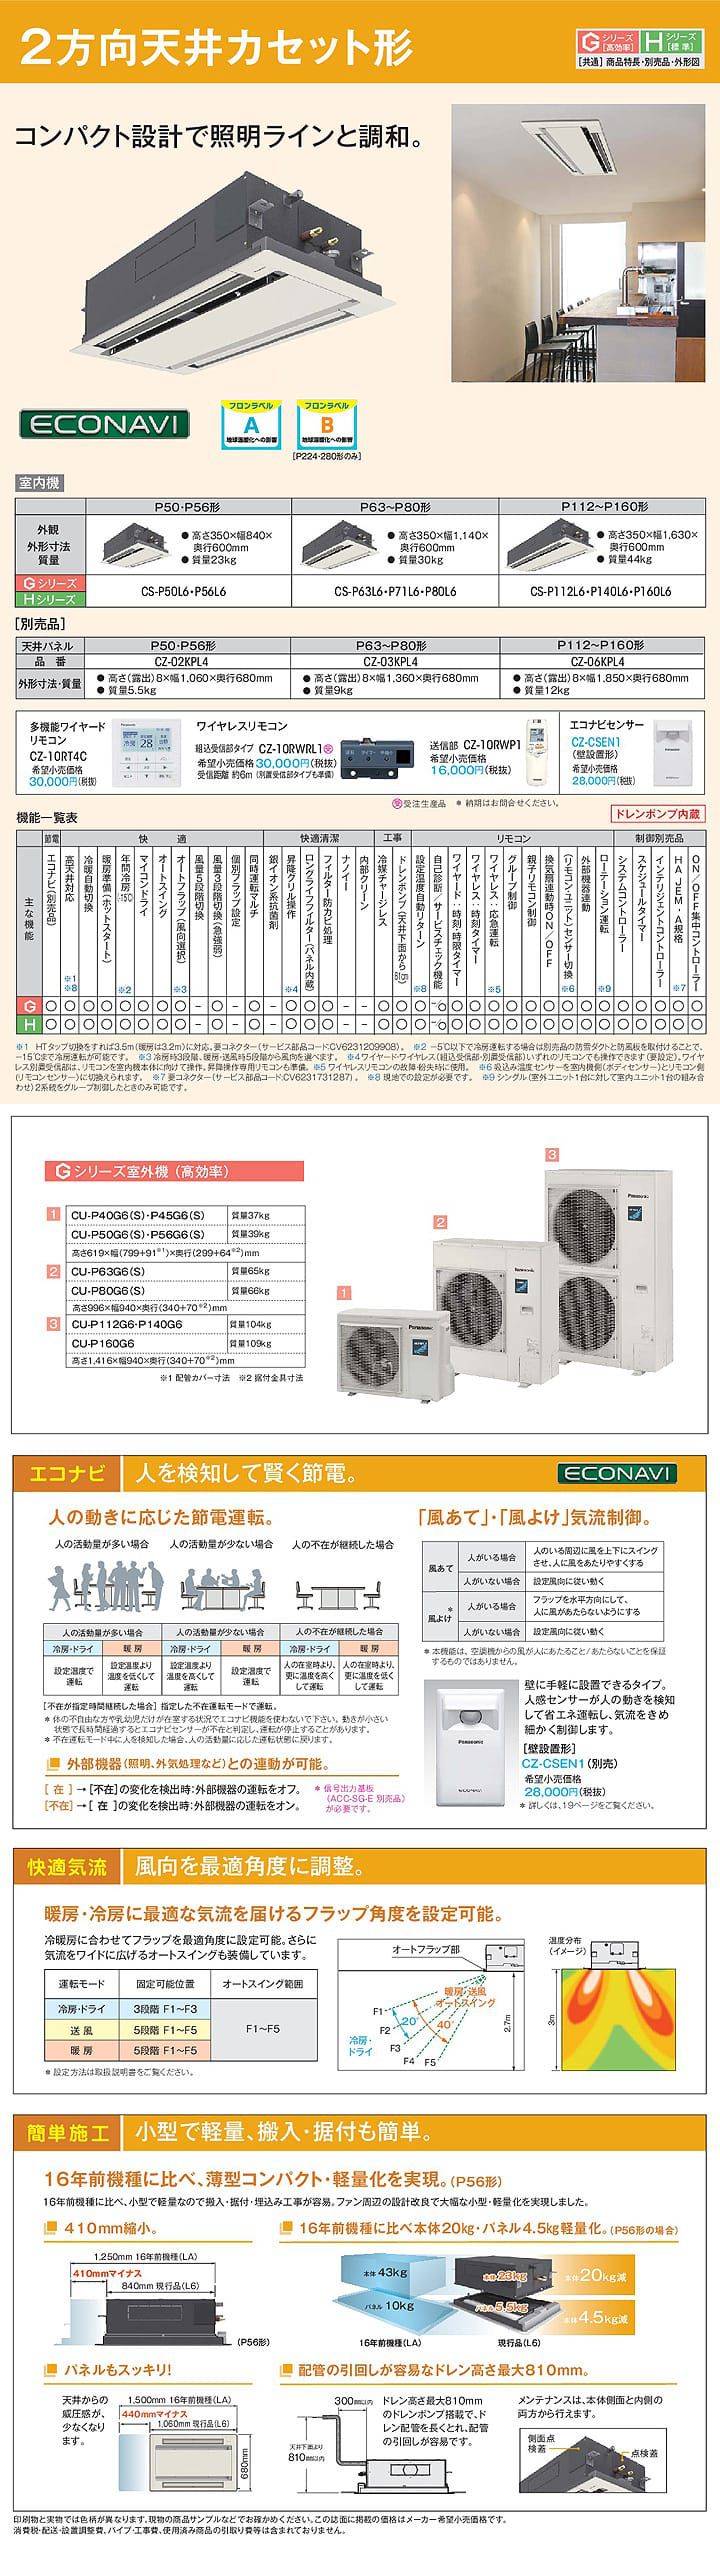 2方向天井カセット形
Gシリーズ[高効率] Hシリーズ[標準]
[共通]商品特長・別売品・外形図
コンパクト設計で照明ラインと調和。
ECONAVI
フロンラベル A 地球温暖化への影響
フロンラベル B 地球温暖化への影響
[P224・280形のみ]
室内機
P50・P56形 P63~P80形 P112~P160形
外観 外形寸法 質量
●高さ350×幅840×奥行600mm ●質量23kg
●高さ350×幅1,140×奥行600mm ●質量30kg
●高さ350×幅1,630×奥行600mm ●質量44kg
Gシリーズ
Hシリーズ
CS-P50L6・P56L6 CS-P63L6・P71L6・P80L6 CS-P112L6・P140L6・P160L6
[別売品]
天井パネル P50・P56形 P63~P80形 P112~P160形
品番 CZ-02KPL4 CZ-03KPL4 CZ-06KPL4
外形寸法・質量
●高さ(露出)8×幅1,060×奥行680mm ●質量5.5kg
●高さ(露出)8×幅1,360×奥行680mm ●質量9kg
●高さ(露出)8×幅1,850×奥行680mm ●質量12kg
多機能ワイヤードリモコン
CZ-10RT4C
希望小売価格
30,000円(税抜)
ワイヤレスリモコン
組込受信部タイプ CZ-10RWRL1㊝
希望小売価格 30,000円(税抜)
受信距離 約6m(別置受信部タイプも準備)
送信部 CZ-10RWP1
希望小売価格
16,000円(税抜)
エコナビセンサー
CZ-CSEN1
(壁設置形)
希望小売価格
28,000円(税抜)
受注生産品 *納期はお問合せください。
機能一覧表
ドレンポンプ内蔵
節電 快適 快適清潔 工事 リモコン 制御別売品
主な機能
エコナビ(別売品)
高天井対応 ※1 ※8
冷暖自動切換
暖房準備(ホットスタート)
年間冷房(-15℃) ※2
マイコンドライ
オートスイング
オートフラップ(風向選択) ※3
風量5段階切換
風量3段階切換(急強弱)
個別フラップ設定
同時運転マルチ
銀イオン系抗菌剤
昇降グリル操作 ※4
ロングライフフィルター(パネル内蔵)
フィルター防カビ処理
ナノイー
内部クリーン
冷媒チャージレス
ドレンポンプ(天井下面から81cm)
設定温度自動リターン ※8
自己診断/サービスチェック機能
ワイヤード:時刻・時限タイマー
ワイヤレス:時刻タイマー
ワイヤレス:応急運転 ※5
グループ制御
親子リモコン制御
換気扇連動時ON/OFF
(リモコン・ユニット)センサー切換 ※6
外部機器連動
ローテーション運転 ※9
システムコントローラー
スケジュールタイマー
インテリジェントコントローラー
HA JEM-A規格 ※7
ON/OFF集中コントローラー
G
H
※1 HTタップ切換をすれば3.5m(暖房は3.2m)に対応。要コネクター(サービス部品コード:CV6231209908)。 ※2 -5℃以下で冷房運転する場合は別売品の防雪ダクトと防風板を取付けることで、
-15℃まで冷房運転が可能です。 ※3 冷房時3段階、暖房・送風時5段階から風向を選べます。 ※4 ワイヤード・ワイヤレス(組込受信部・別置受信部)いずれのリモコンでも操作できます(要設定)。ワイヤ
レス別置受信部は、リモコンを室内機本体に向けて操作。昇降操作専用リモコンも準備。 ※5 ワイヤレスリモコンの故障・紛失時に使用。 ※6 吸込み温度センサーを室内機側(ボディセンサー)とリモコン側
(リモコンセンサー)に切換えられます。 ※7 要コネクター(サービス部品コード:CV6231731287)。 ※8 現地での設定が必要です。 ※9 シングル(室外ユニット1台に対して室内ユニット1台の組み合
わせ)2系統をグループ制御したときのみ可能です。
Gシリーズ室外機(高効率)
1 CU-P40G6(S)・P45G6(S) 質量37kg
CU-P50G6(S)・P56G6(S) 質量39kg
高さ619×幅(799+91※1)×奥行(299+64※2)mm
2 CU-P63G6(S) 質量65kg
CU-P80G6(S) 質量66kg
高さ996×幅940×奥行(340+70※2)mm
3 CU-P112G6・P140G6 質量104kg
CU-P160G6 質量109kg
高さ1,416×幅940×奥行(340+70※2)mm
※1 配管カバー寸法 ※2 据付金具寸法
1
2
3
Panasonic
Panasonic
Panasonic
エコナビ 人を検知して賢く節電。 ECONAVI
人の動きに応じた節電運転。
人の活動量が多い場合 人の活動量が少ない場合 人の不在が継続した場合
人の活動量が多い場合 人の活動量が少ない場合 人の不在が継続した場合
冷房・ドライ 暖房 冷房・ドライ 暖房 冷房・ドライ 暖房
設定温度で運転 設定温度より温度を低くして運転 設定温度より温度を高くして運転 設定温度で運転 人の在室時より、更に温度を高く運転 人の在室時より、更に温度を低く運転
[不在が指定時間継続した場合]指定した不在運転モードで運転。
*体の不自由な方や乳幼児だけが在室する状況でエコナビ機能を使わないで下さい。動きが小さい
状態で長時間経過するとエコナビセンサーが不在と判定し、運転が停止することがあります。
*不在運転モード中に人を検知した場合、人の活動量に応じた運転状態に戻ります。
外部機器(照明、外気処理など)との連動が可能。
[在]→[不在]の変化を検出時:外部機器の運転をオフ。
[不在]→[在]の変化を検出時:外部機器の運転をオン。
*信号出力基板
(ACC-SG-E 別売品)
が必要です。
「風あて」・「風よけ」気流制御。
風あて 人がいる場合 人のいる周辺に風を上下にスイングさせ、人に風をあたりやすくする
人がいない場合 設定風向に従い動く
*風よけ 人がいる場合 フラップを水平方向にして、人に風があたらないようにする
人がいない場合 設定風向に従い動く
*本機能は、空調機からの風が人にあたること/あたらないことを保証
するものではありません。
Panasonic
ECONAVI
壁に手軽に設置できるタイプ。
人感センサーが人の動きを検知
して省エネ運転し、気流をきめ
細かく制御します。
[壁設置形]
CZ-CSEN1(別売)
希望小売価格
28,000円(税抜)
*詳しくは、19ページをご覧ください。
快適気流 風向を最適角度に調整。
暖房・冷房に最適な気流を届けるフラップ角度を設定可能。
冷暖房に合わせてフラップを最適角度に設定可能。さらに
気流をワイドに広げるオートスイングも装備しています。
運転モード 固定可能位置 オートスイング範囲
冷房・ドライ 3段階 F1~F3
送風 5段階 F1~F5 F1~F5
暖房 5段階 F1~F5
*設定方法は取扱説明書をご覧ください。
オートフラップ部
暖房・送風
オートスイング
F1
F2
F3
F4
F5
20°
40°
冷房・ドライ
2.7m
温度分布
(イメージ)
3m
簡単施工 小型で軽量、搬入・据付も簡単。
16年前機種に比べ、薄型コンパクト・軽量化を実現。(P56形)
16年前機種に比べ、小型で軽量なので搬入・据付・埋込み工事が容易。ファン周辺の設計改良で大幅な小型・軽量化を実現しました。
410mm縮小。
1,250mm 16年前機種(LA)
410mmマイナス
840mm 現行品(L6)
(P56形)
16年前機種に比べ本体20kg・パネル4.5kg軽量化。(P56形の場合)
本体 43kg
パネル 10kg
本体 23kg
パネル 5.5kg
本体 20kg減
本体 4.5kg減
16年前機種(LA) 現行品(L6)
パネルもスッキリ!
天井からの
威圧感が、
少なくなり
ます。
1,500mm 16年前機種(LA)
440mmマイナス
1,060mm 現行品(L6)
680mm
配管の引回しが容易なドレン高さ最大810mm。
300mm以内
天井下面より
810mm以内
ドレン高さ最大810mm
のドレンポンプ搭載で、ド
レン配管を長くとれ、配管
の引回しが容易です。
メンテナンスは、本体側面と内側の
両方から行えます。
側面点検蓋
点検蓋
印刷物と実物では色柄が異なります。現物の商品サンプルなどでお確かめください。この誌面に掲載の価格はメーカー希望小売価格です。
消費税・配送・設置調整費、パイプ・工事費、使用済み商品の引取り費等は含まれておりません。